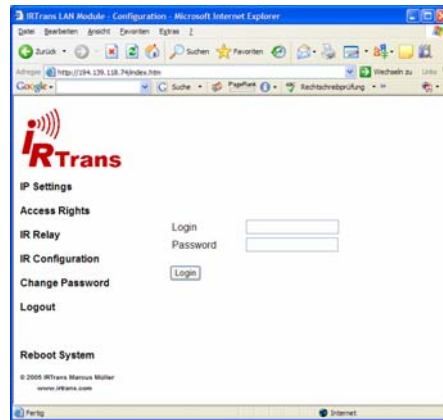 IRTrans LAN Module - Configuration - Microsoft Internet Explorer
Datei Bearbeiten Ansicht Favoriten Extras ?
Zurück Suchen Favoriten
Adresse http://194.139.118.74/index.htm Wechseln zu Links
Google Suche PageRank Rechtschreibprüfung
IRTrans
IP Settings
Access Rights
IR Relay
IR Configuration
Change Password
Logout
Reboot System
Login
Password
Login
© 2005 IRTrans Marcus Müller
www.irtrans.com
Fertig Internet